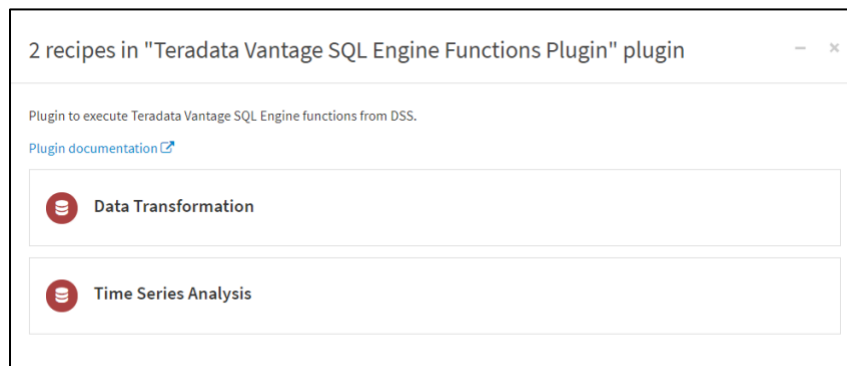 2 recipes in "Teradata Vantage SQL Engine Functions Plugin" plugin
Plugin to execute Teradata Vantage SQL Engine functions from DSS.
Plugin documentation
Data Transformation
Time Series Analysis